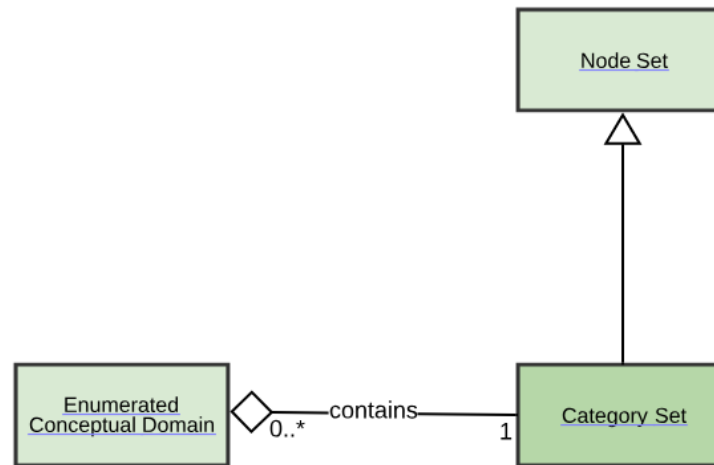 Node Set
Enumerated
Conceptual Domain
contains
Category Set
0..*
1